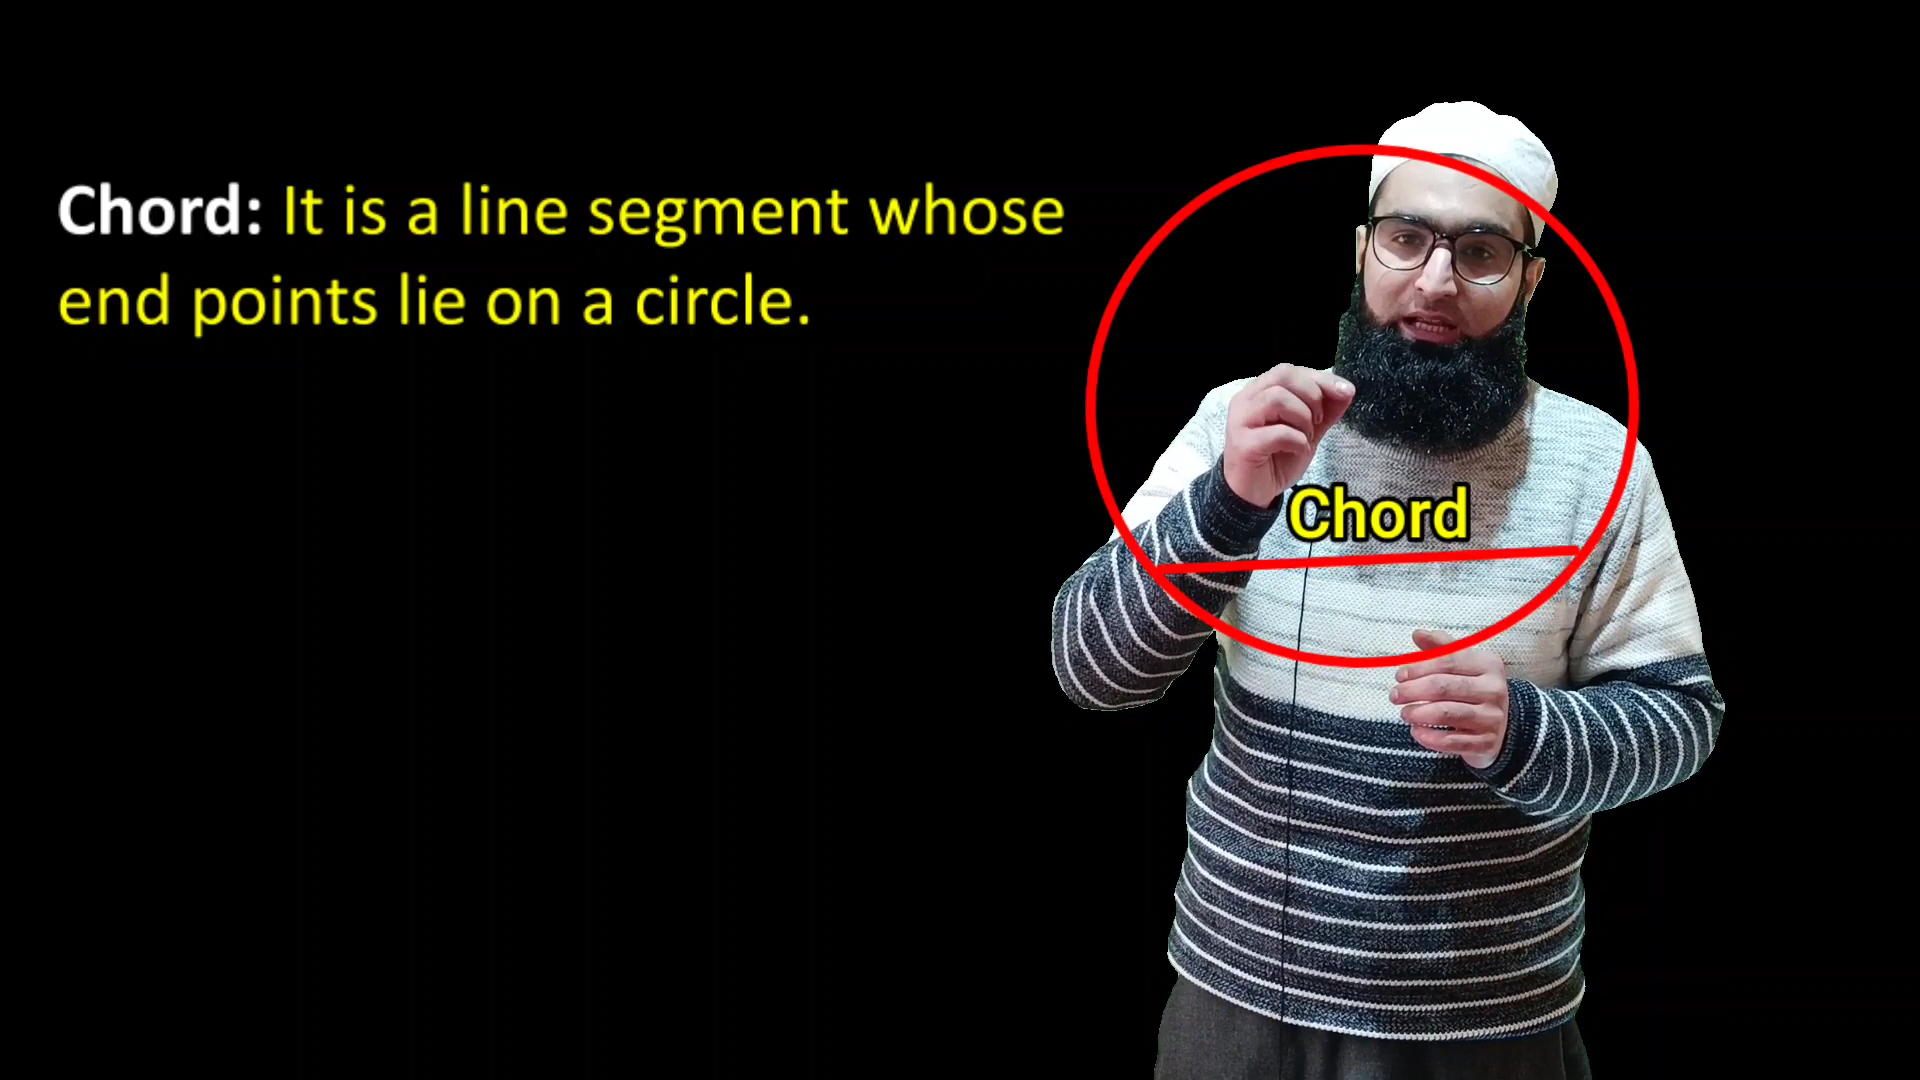 Chord: It is a line segment whose
end points lie on a circle.
Chord